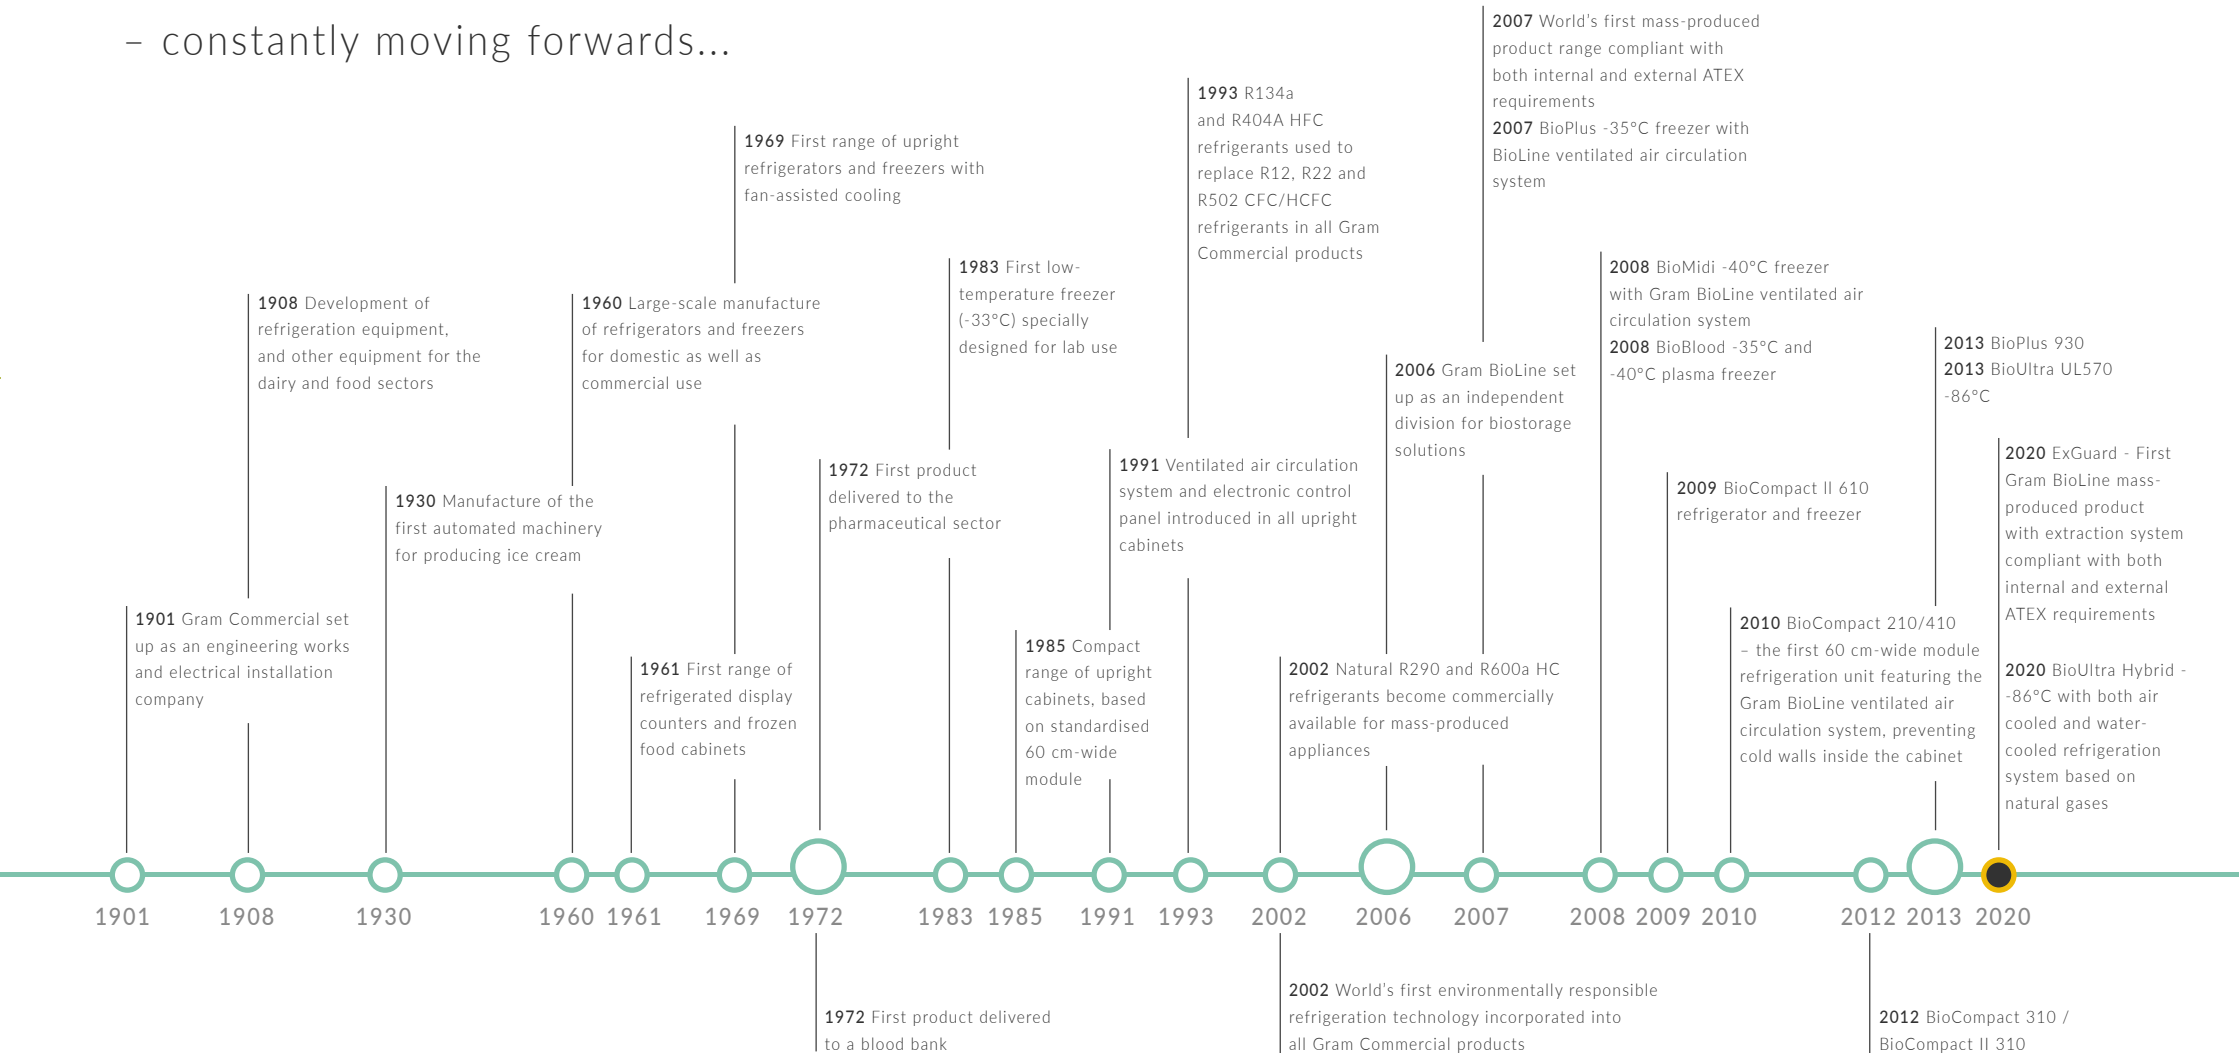 – constantly moving forwards...
1901 Gram Commercial set
up as an engineering works
and electrical installation
company
1908 Development of
refrigeration equipment,
and other equipment for the
dairy and food sectors
1930 Manufacture of the
first automated machinery
for producing ice cream
1960 Large-scale manufacture
of refrigerators and freezers
for domestic as well as
commercial use
1961 First range of
refrigerated display
counters and frozen
food cabinets
1969 First range of upright
refrigerators and freezers with
fan-assisted cooling
1972 First product
delivered to the
pharmaceutical sector
1983 First low-
temperature freezer
(-33°C) specially
designed for lab use
1985 Compact
range of upright
cabinets, based
on standardised
60 cm-wide
module
1991 Ventilated air circulation
system and electronic control
panel introduced in all upright
cabinets
1993 R134a
and R404A HFC
refrigerants used to
replace R12, R22 and
R502 CFC/HCFC
refrigerants in all Gram
Commercial products
2002 Natural R290 and R600a HC
refrigerants become commercially
available for mass-produced
appliances
2006 Gram BioLine set
up as an independent
division for biostorage
solutions
2007 World's first mass-produced
product range compliant with
both internal and external ATEX
requirements
2007 BioPlus -35°C freezer with
BioLine ventilated air circulation
system
2008 BioMidi -40°C freezer
with Gram BioLine ventilated air
circulation system
2008 BioBlood -35°C and
-40°C plasma freezer
2009 BioCompact II 610
refrigerator and freezer
2010 BioCompact 210/410
– the first 60 cm-wide module
refrigeration unit featuring the
Gram BioLine ventilated air
circulation system, preventing
cold walls inside the cabinet
2013 BioPlus 930
2013 BioUltra UL570
-86°C
2020 ExGuard - First
Gram BioLine mass-
produced product
with extraction system
compliant with both
internal and external
ATEX requirements
2020 BioUltra Hybrid -
-86°C with both air
cooled and water-
cooled refrigeration
system based on
natural gases
1901 1908 1930 1960 1961 1969 1972 1983 1985 1991 1993 2002 2006 2007 2008 2009 2010 2012 2013 2020
1972 First product delivered
to a blood bank
2002 World's first environmentally responsible
refrigeration technology incorporated into
all Gram Commercial products
2012 BioCompact 310 /
BioCompact II 310